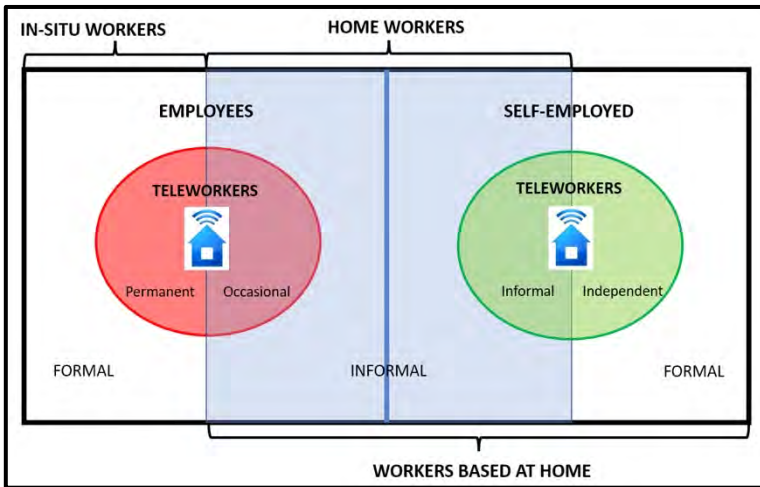 IN-SITU WORKERS
HOME WORKERS
EMPLOYEES
SELF-EMPLOYED
TELEWORKERS
TELEWORKERS
Permanent
Occasional
Informal
Independent
FORMAL
INFORMAL
FORMAL
WORKERS BASED AT HOME